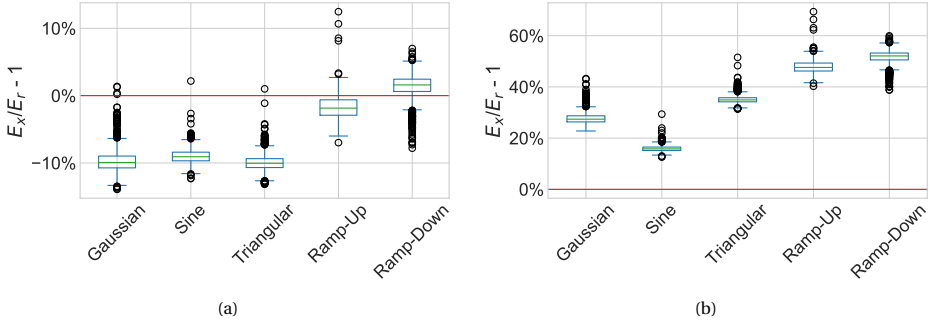 10%
0%
−10%
E_x/E_r - 1
Gaussian
Sine
Triangular
Ramp-Up
Ramp-Down
(a)
60%
40%
20%
0%
E_x/E_r - 1
Gaussian
Sine
Triangular
Ramp-Up
Ramp-Down
(b)